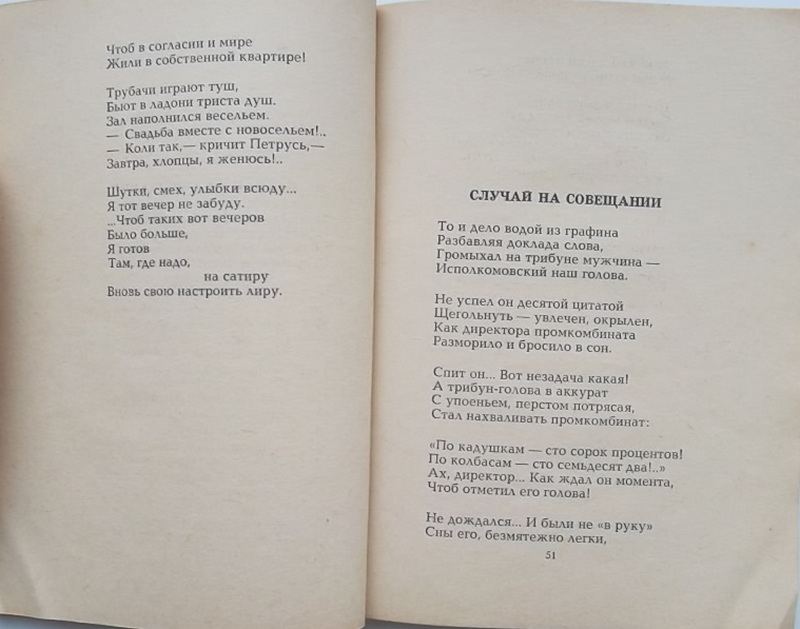 Чтоб в согласии и мире
Жили в собственной квартире!
Трубачи играют туш,
Бьют в ладони триста душ.
Зал наполнился весельем.
— Свадьба вместе с новосельем!..
— Коли так,— кричит Петрусь,—
Завтра, хлопцы, я женюсь!..
Шутки, смех, улыбки всюду...
Я тот вечер не забуду.
...Чтоб таких вот вечеров
Было больше,
Я готов
Там, где надо,
на сатиру
Вновь свою настроить лиру.
СЛУЧАЙ НА СОВЕЩАНИИ
То и дело водой из графина
Разбавляя доклада слова,
Громыхал на трибуне мужчина —
Исполкомовский наш голова.
Не успел он десятой цитатой
Щегольнуть — увлечен, окрылен,
Как директора промкомбината
Разморило и бросило в сон.
Спит он... Вот незадача какая!
А трибун-голова в аккурат
С упоеньем, перстом потрясая,
Стал нахваливать промкомбинат:
«По кадушкам — сто сорок процентов!
По колбасам — сто семьдесят два!..»
Ах, директор... Как ждал он момента,
Чтоб отметил его голова!
Не дождался... И были не «в руку»
Сны его, безмятежно легки,
51